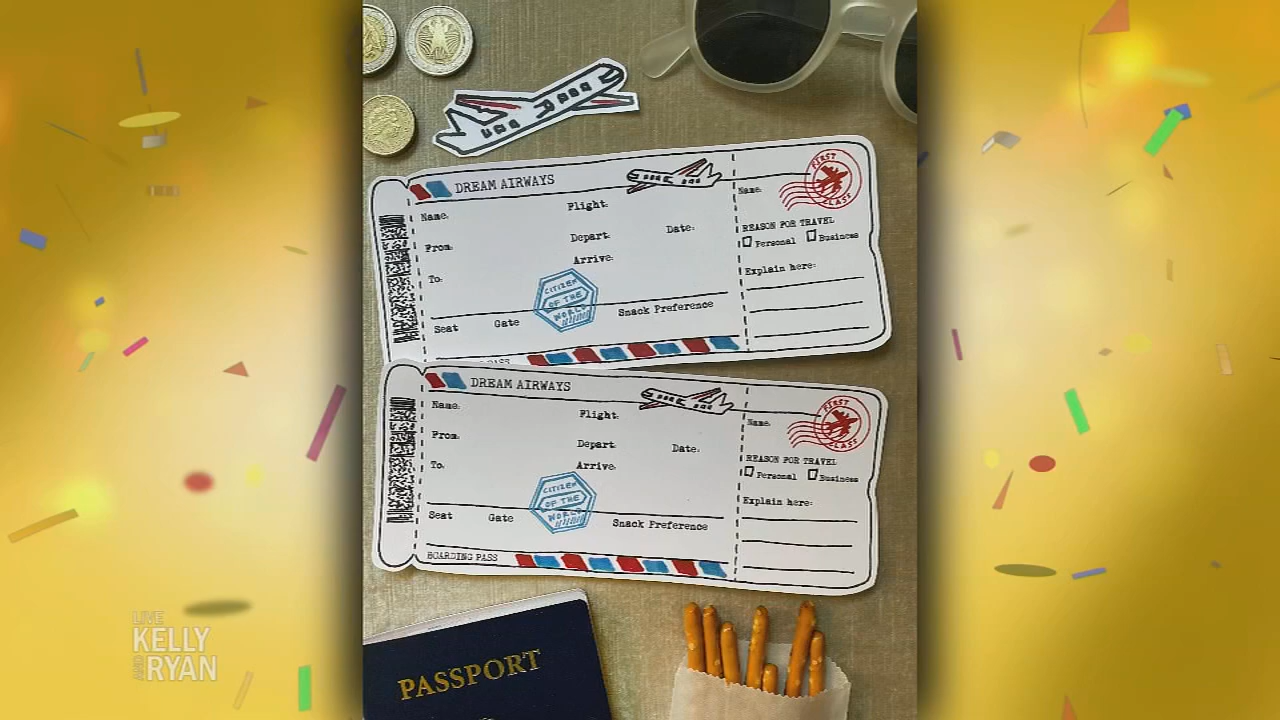 DREAM AIRWAYS
Name:
Flight:
From:
Depart:
Date:
To:
Arrive:
CITIZEN
OF THE
WORLD
Seat
Gate
Snack Preference
PASS
FIRST
CLASS
Name:
REASON FOR TRAVEL
Personal
Business
Explain here:
DREAM AIRWAYS
Name:
Flight:
From:
Depart:
Date:
To:
Arrive:
CITIZEN
OF THE
WORLD
Seat
Gate
Snack Preference
BOARDING PASS
FIRST
CLASS
Name:
REASON FOR TRAVEL
Personal
Business
Explain here:
PASSPORT
LIVE
KELLY
AND RYAN